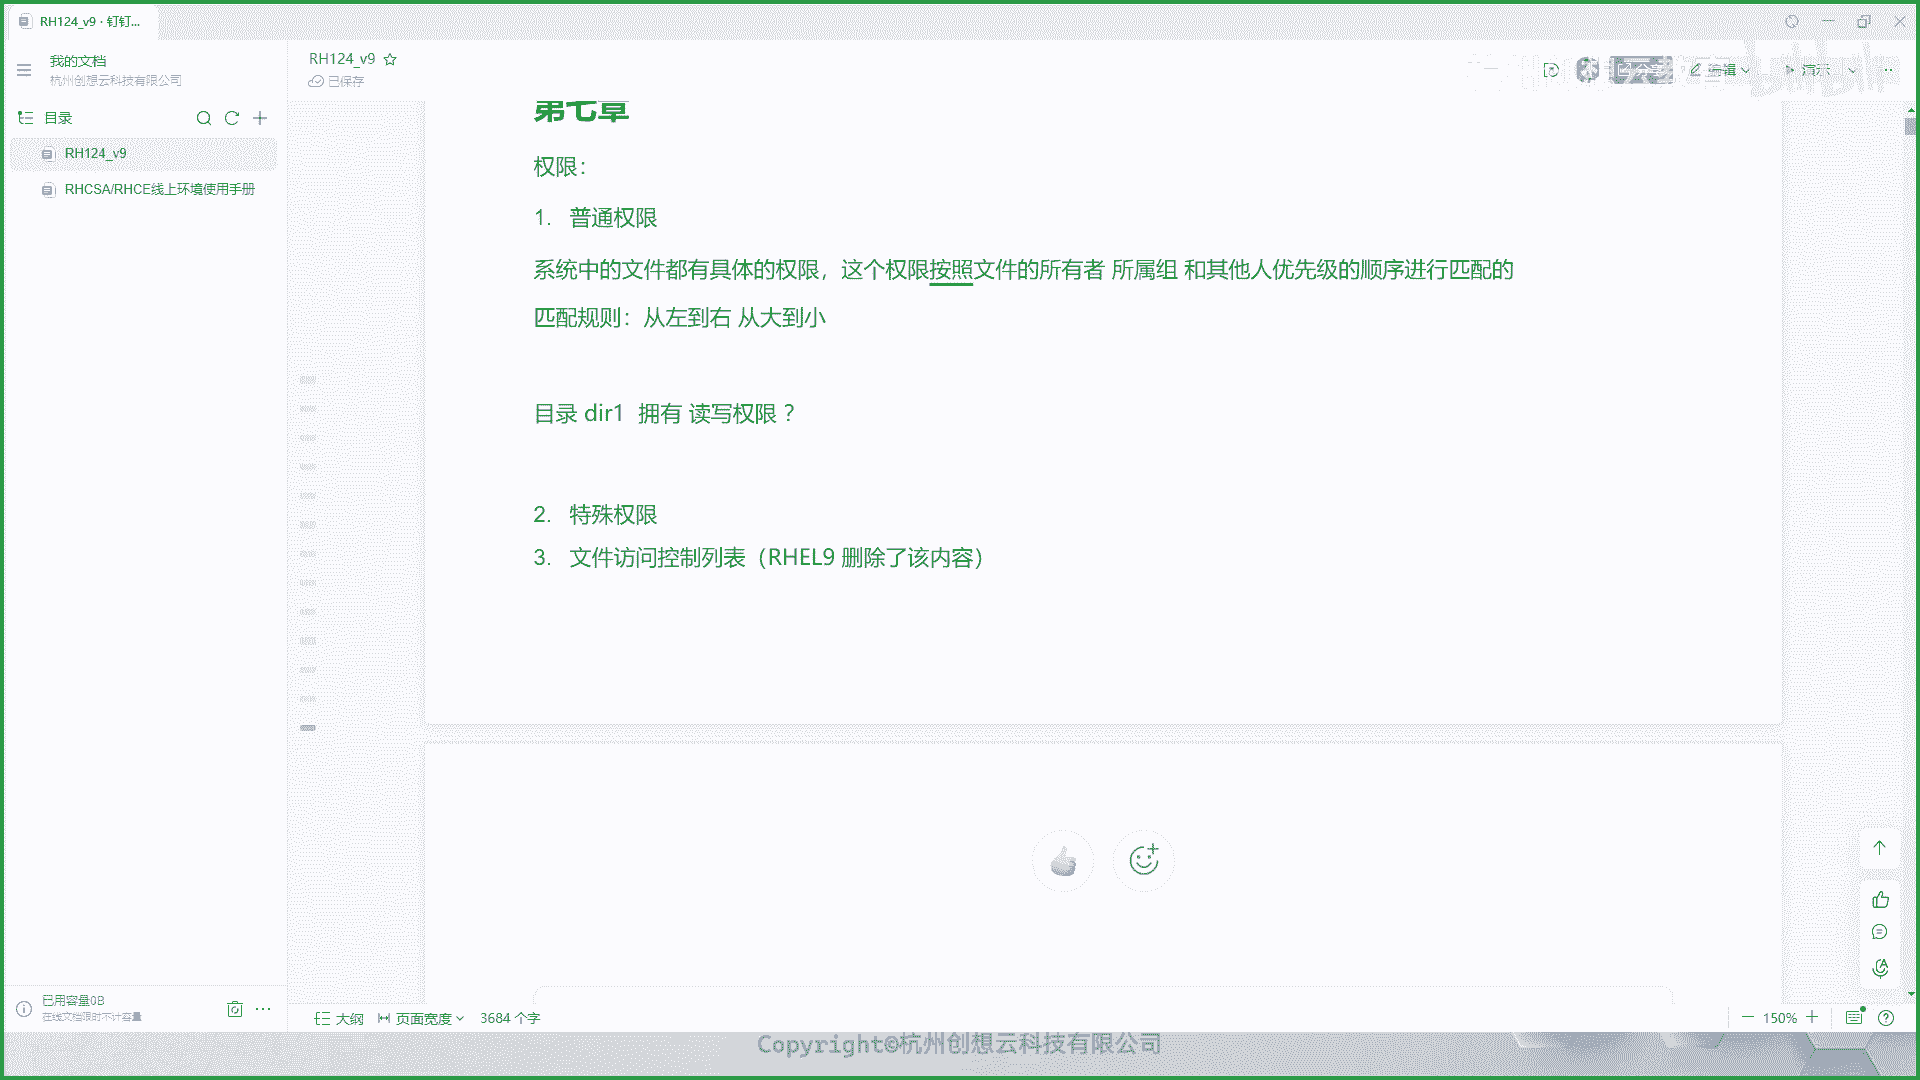 RH124_v9 · 钉钉...
我的文档
杭州创想云科技有限公司
目录
RH124_v9
RHCSA/RHCE线上环境使用手册
RH124_v9
已保存
分享
编辑
演示
第七章
权限：
1. 普通权限
系统中的文件都有具体的权限，这个权限按照文件的所有者 所属组 和其他人优先级的顺序进行匹配的
匹配规则：从左到右 从大到小
目录 dir1 拥有 读写权限？
2. 特殊权限
3. 文件访问控制列表（RHEL9 删除了该内容）
已用容量0B
在线文档限时不计容量
大纲
页面宽度
3684 个字
150%
Copyright©杭州创想云科技有限公司